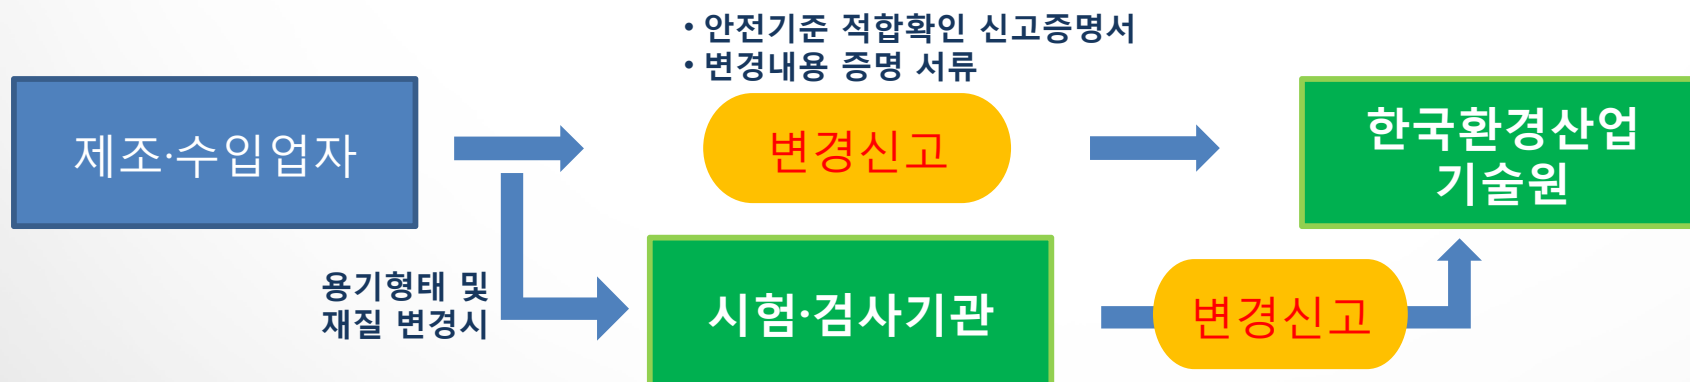 • 안전기준 적합확인 신고증명서
• 변경내용 증명 서류
제조·수입업자
변경신고
한국환경산업
기술원
용기형태 및
재질 변경시
시험·검사기관
변경신고